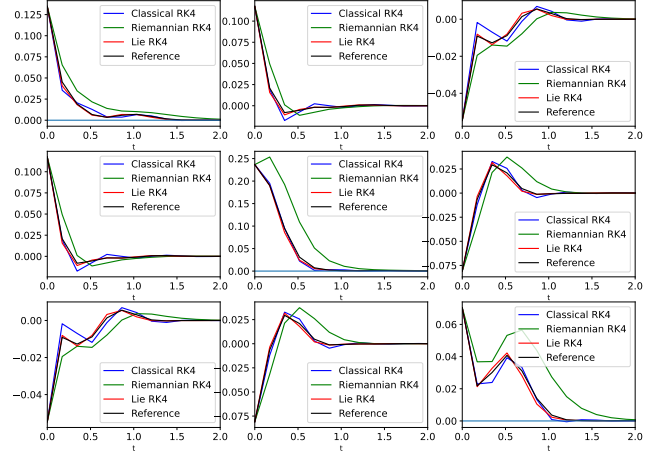 0.125
0.100
0.075
0.050
0.025
0.000
0.0 0.5 1.0 1.5 2.0
t
Classical RK4
Riemannian RK4
Lie RK4
Reference
0.100
0.075
0.050
0.025
0.000
0.0 0.5 1.0 1.5 2.0
t
Classical RK4
Riemannian RK4
Lie RK4
Reference
0.00
−0.02
−0.04
0.0 0.5 1.0 1.5 2.0
t
Classical RK4
Riemannian RK4
Lie RK4
Reference
0.100
0.075
0.050
0.025
0.000
0.0 0.5 1.0 1.5 2.0
t
Classical RK4
Riemannian RK4
Lie RK4
Reference
0.25
0.20
0.15
0.10
0.05
0.00
0.0 0.5 1.0 1.5 2.0
t
Classical RK4
Riemannian RK4
Lie RK4
Reference
0.025
0.000
−0.025
−0.050
−0.075
0.0 0.5 1.0 1.5 2.0
t
Classical RK4
Riemannian RK4
Lie RK4
Reference
0.00
−0.02
−0.04
0.0 0.5 1.0 1.5 2.0
t
Classical RK4
Riemannian RK4
Lie RK4
Reference
0.025
0.000
−0.025
−0.050
−0.075
0.0 0.5 1.0 1.5 2.0
t
Classical RK4
Riemannian RK4
Lie RK4
Reference
0.06
0.04
0.02
0.00
0.0 0.5 1.0 1.5 2.0
t
Classical RK4
Riemannian RK4
Lie RK4
Reference